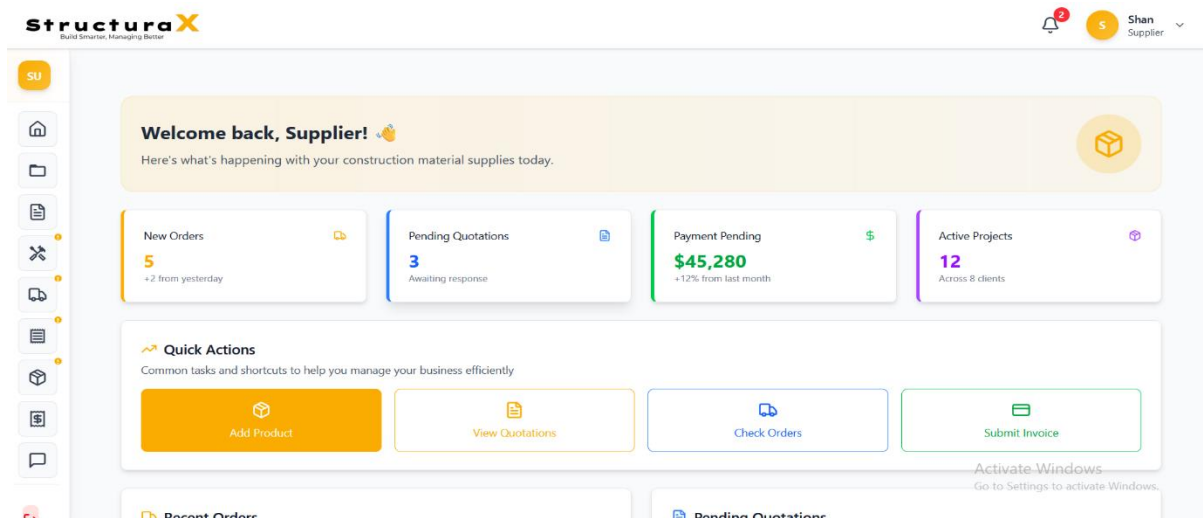 StructuraX
Build Smarter, Managing Better
2
S
Shan
Supplier
SU
Welcome back, Supplier! 👋
Here's what's happening with your construction material supplies today.
New Orders
5
+2 from yesterday
Pending Quotations
3
Awaiting response
Payment Pending
$45,280
+12% from last month
Active Projects
12
Across 8 clients
Quick Actions
Common tasks and shortcuts to help you manage your business efficiently
Add Product
View Quotations
Check Orders
Submit Invoice
Activate Windows
Go to Settings to activate Windows.
Recent Orders
Pending Quotations